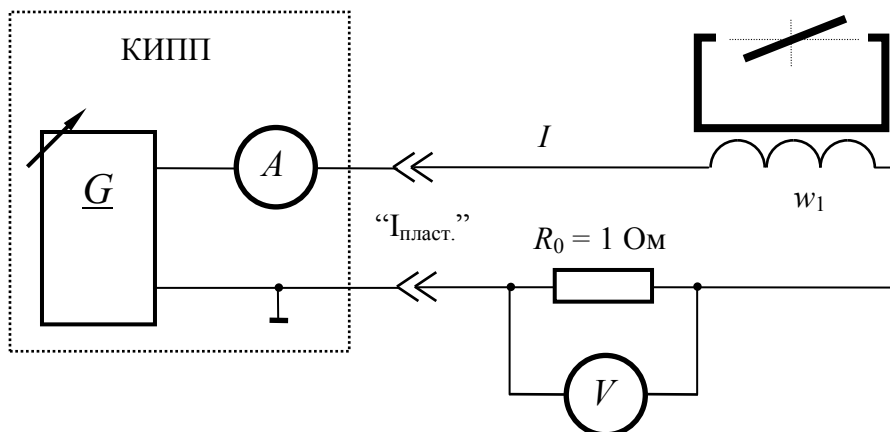 КИПП
G
A
I
w1
“Iпласт.”
R0 = 1 Ом
V